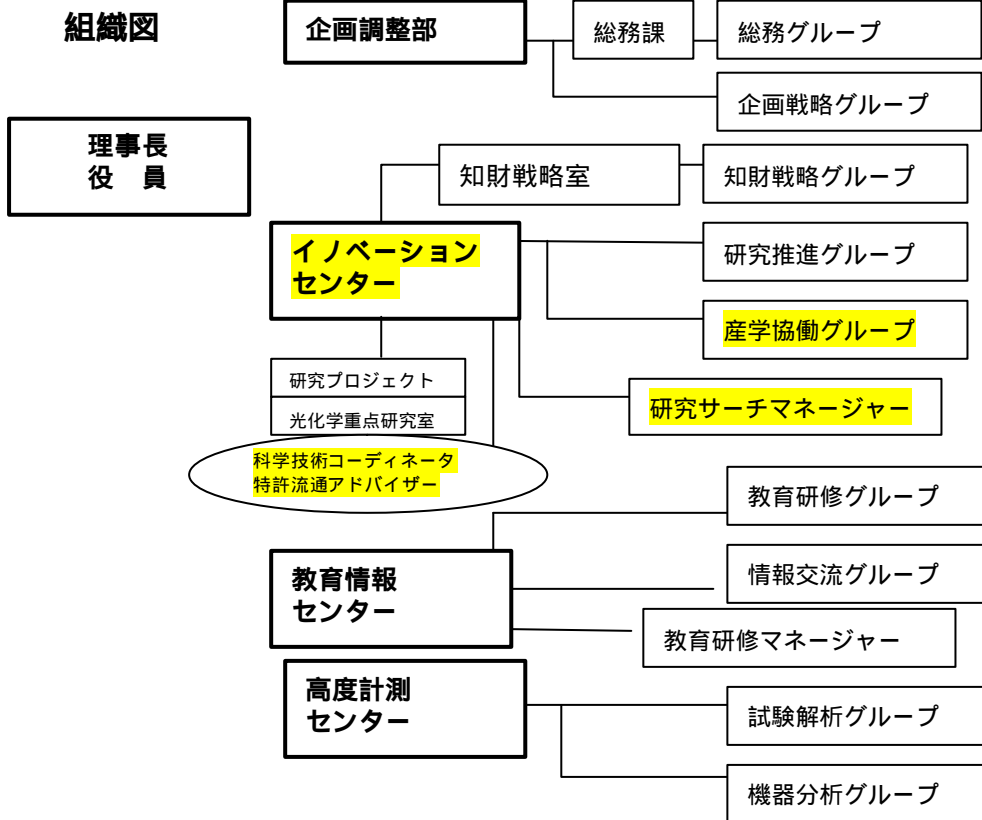 組織図
企画調整部
総務課
総務グループ
企画戦略グループ
理事長
役　員
知財戦略室
知財戦略グループ
イノベーション
センター
研究推進グループ
産学協働グループ
研究プロジェクト
光化学重点研究室
研究サーチマネージャー
科学技術コーディネータ
特許流通アドバイザー
教育研修グループ
教育情報
センター
情報交流グループ
教育研修マネージャー
高度計測
センター
試験解析グループ
機器分析グループ